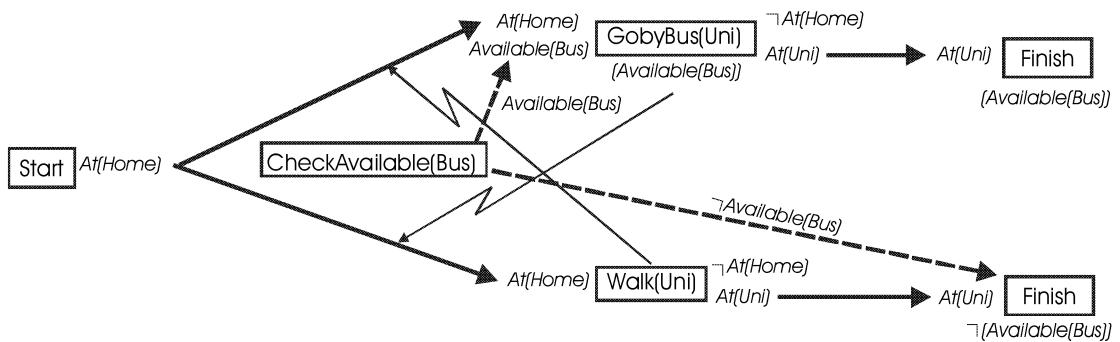 At(Home)
Available(Bus)
GobyBus(Uni)
(Available(Bus))
¬At(Home)
At(Uni)
At(Uni)
Finish
(Available(Bus))
Available(Bus)
Start
At(Home)
CheckAvailable(Bus)
¬Available(Bus)
At(Home)
Walk(Uni)
¬At(Home)
At(Uni)
At(Uni)
Finish
¬(Available(Bus))